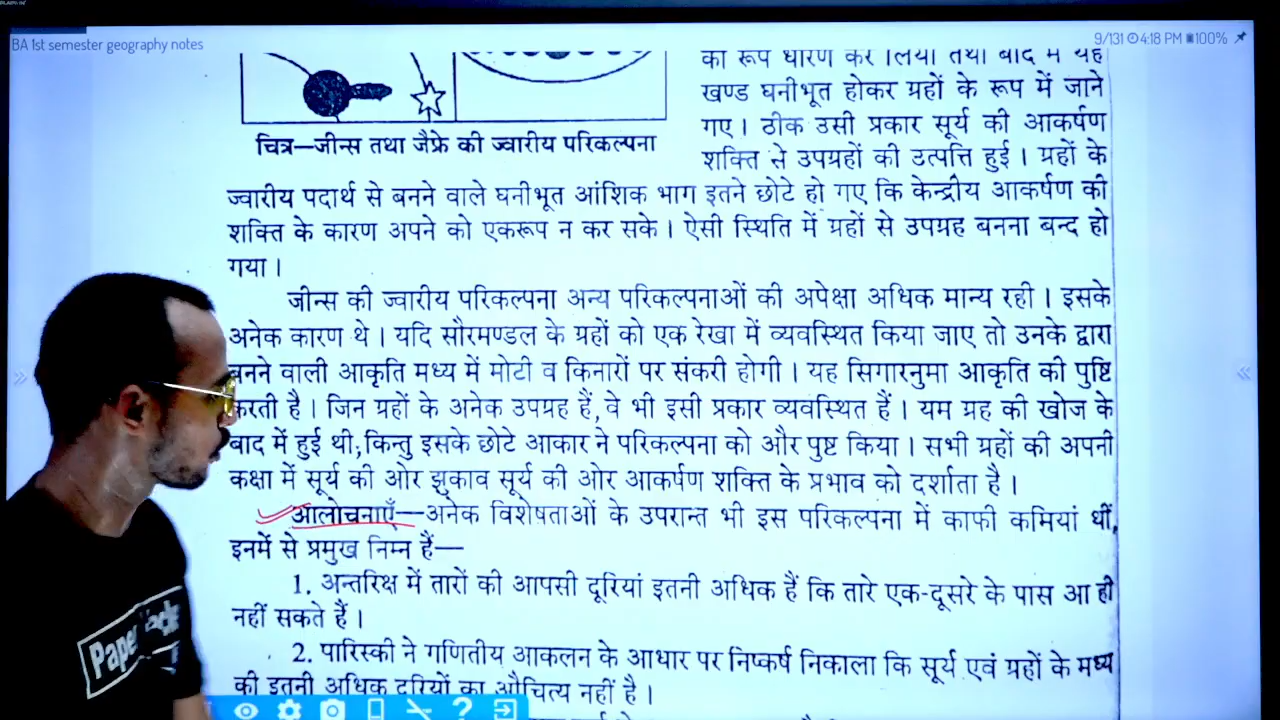 BA 1st semester geography notes
9/131 4:18 PM 100%
का रूप धारण कर लिया तथा बाद में यह
खण्ड घनीभूत होकर ग्रहों के रूप में जाने
गए। ठीक उसी प्रकार सूर्य की आकर्षण
शक्ति से उपग्रहों की उत्पत्ति हुई। ग्रहों के
चित्र—जीन्स तथा जैफ्रे की ज्वारीय परिकल्पना
ज्वारीय पदार्थ से बनने वाले घनीभूत आंशिक भाग इतने छोटे हो गए कि केन्द्रीय आकर्षण की
शक्ति के कारण अपने को एकरूप न कर सके। ऐसी स्थिति में ग्रहों से उपग्रह बनना बन्द हो
गया।
जीन्स की ज्वारीय परिकल्पना अन्य परिकल्पनाओं की अपेक्षा अधिक मान्य रही। इसके
अनेक कारण थे। यदि सौरमण्डल के ग्रहों को एक रेखा में व्यवस्थित किया जाए तो उनके द्वारा
बनने वाली आकृति मध्य में मोटी व किनारों पर संकरी होगी। यह सिगारनुमा आकृति की पुष्टि
करती है। जिन ग्रहों के अनेक उपग्रह हैं, वे भी इसी प्रकार व्यवस्थित हैं। यम ग्रह की खोज के
बाद में हुई थी; किन्तु इसके छोटे आकार ने परिकल्पना को और पुष्ट किया। सभी ग्रहों की अपनी
कक्षा में सूर्य की ओर झुकाव सूर्य की ओर आकर्षण शक्ति के प्रभाव को दर्शाता है।
आलोचनाएँ—अनेक विशेषताओं के उपरान्त भी इस परिकल्पना में काफी कमियां थीं,
इनमें से प्रमुख निम्न हैं—
1. अन्तरिक्ष में तारों की आपसी दूरियां इतनी अधिक हैं कि तारे एक-दूसरे के पास आ ही
नहीं सकते हैं।
2. पारिस्की ने गणितीय आकलन के आधार पर निष्कर्ष निकाला कि सूर्य एवं ग्रहों के मध्य
की इतनी अधिक दूरियों का औचित्य नहीं है।